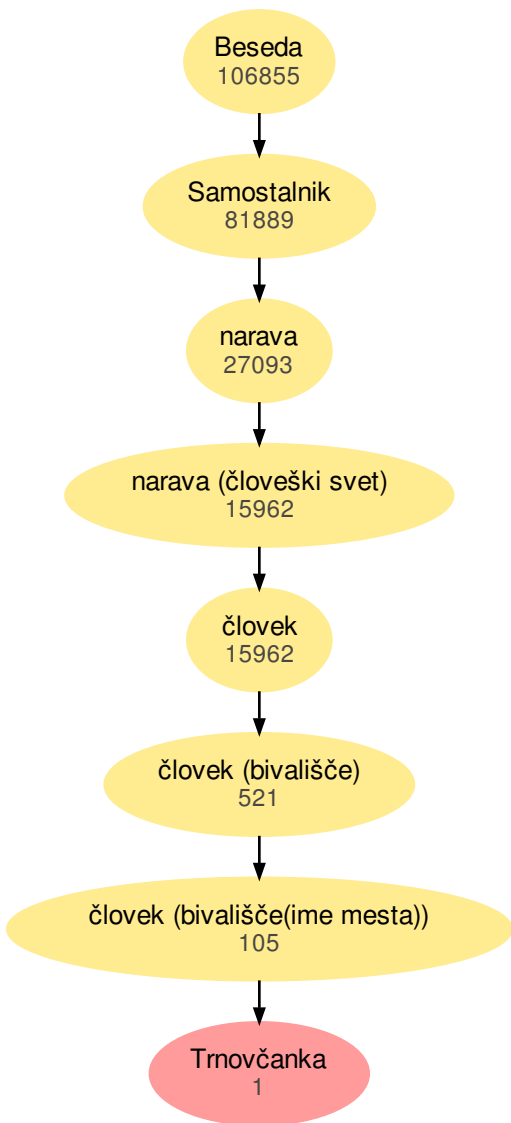 Beseda
106855
Samostalnik
81889
narava
27093
narava (človeški svet)
15962
človek
15962
človek (bivališče)
521
človek (bivališče(ime mesta))
105
Trnovčanka
1